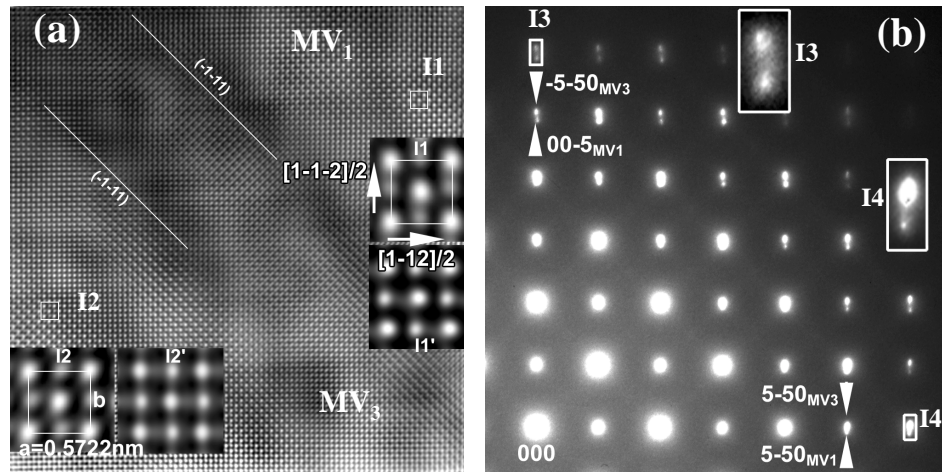 (a)
MV1
I1
(-1-11)
(-1-11)
I1
[1-1-2]/2
[1-12]/2
I1'
I2
I2
I2'
b
a=0.5722nm
MV3
(b)
I3
I3
-5-50MV3
00-5MV1
I4
5-50MV3
I4
5-50MV1
000